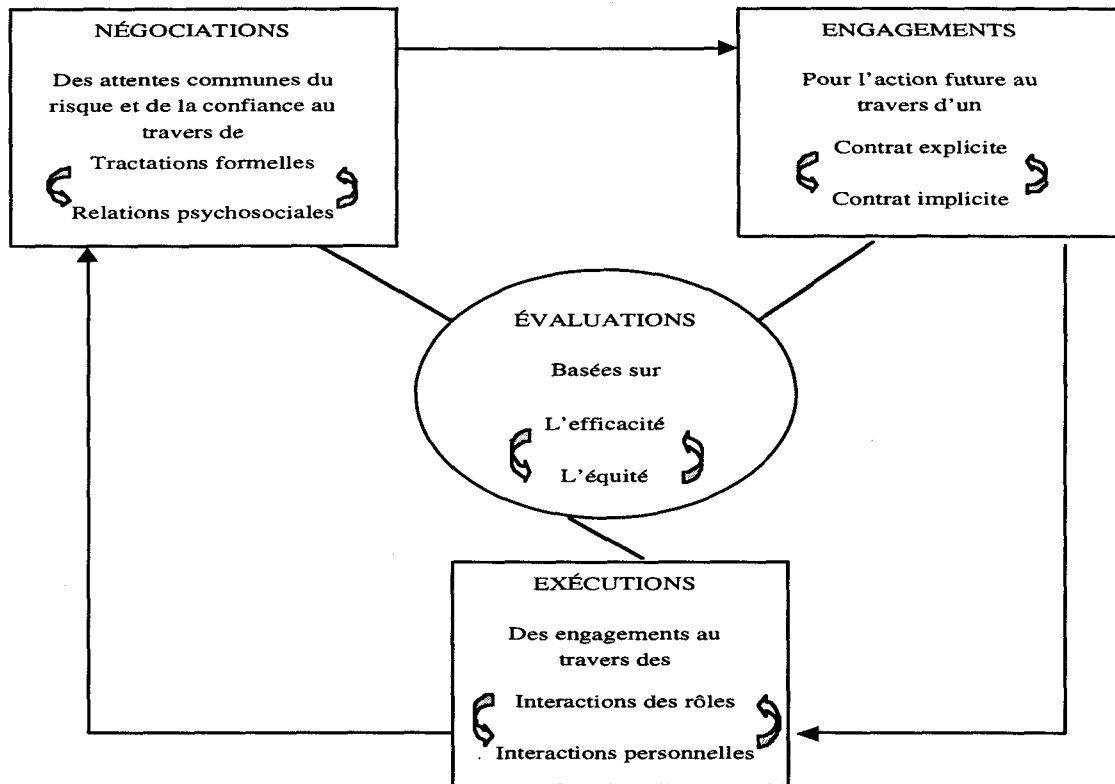 NÉGOCIATIONS
Des attentes communes du
risque et de la confiance au
travers de
Tractations formelles
Relations psychosociales
ENGAGEMENTS
Pour l'action future au
travers d'un
Contrat explicite
Contrat implicite
ÉVALUATIONS
Basées sur
L'efficacité
L'équité
EXÉCUTIONS
Des engagements au
travers des
Interactions des rôles
Interactions personnelles